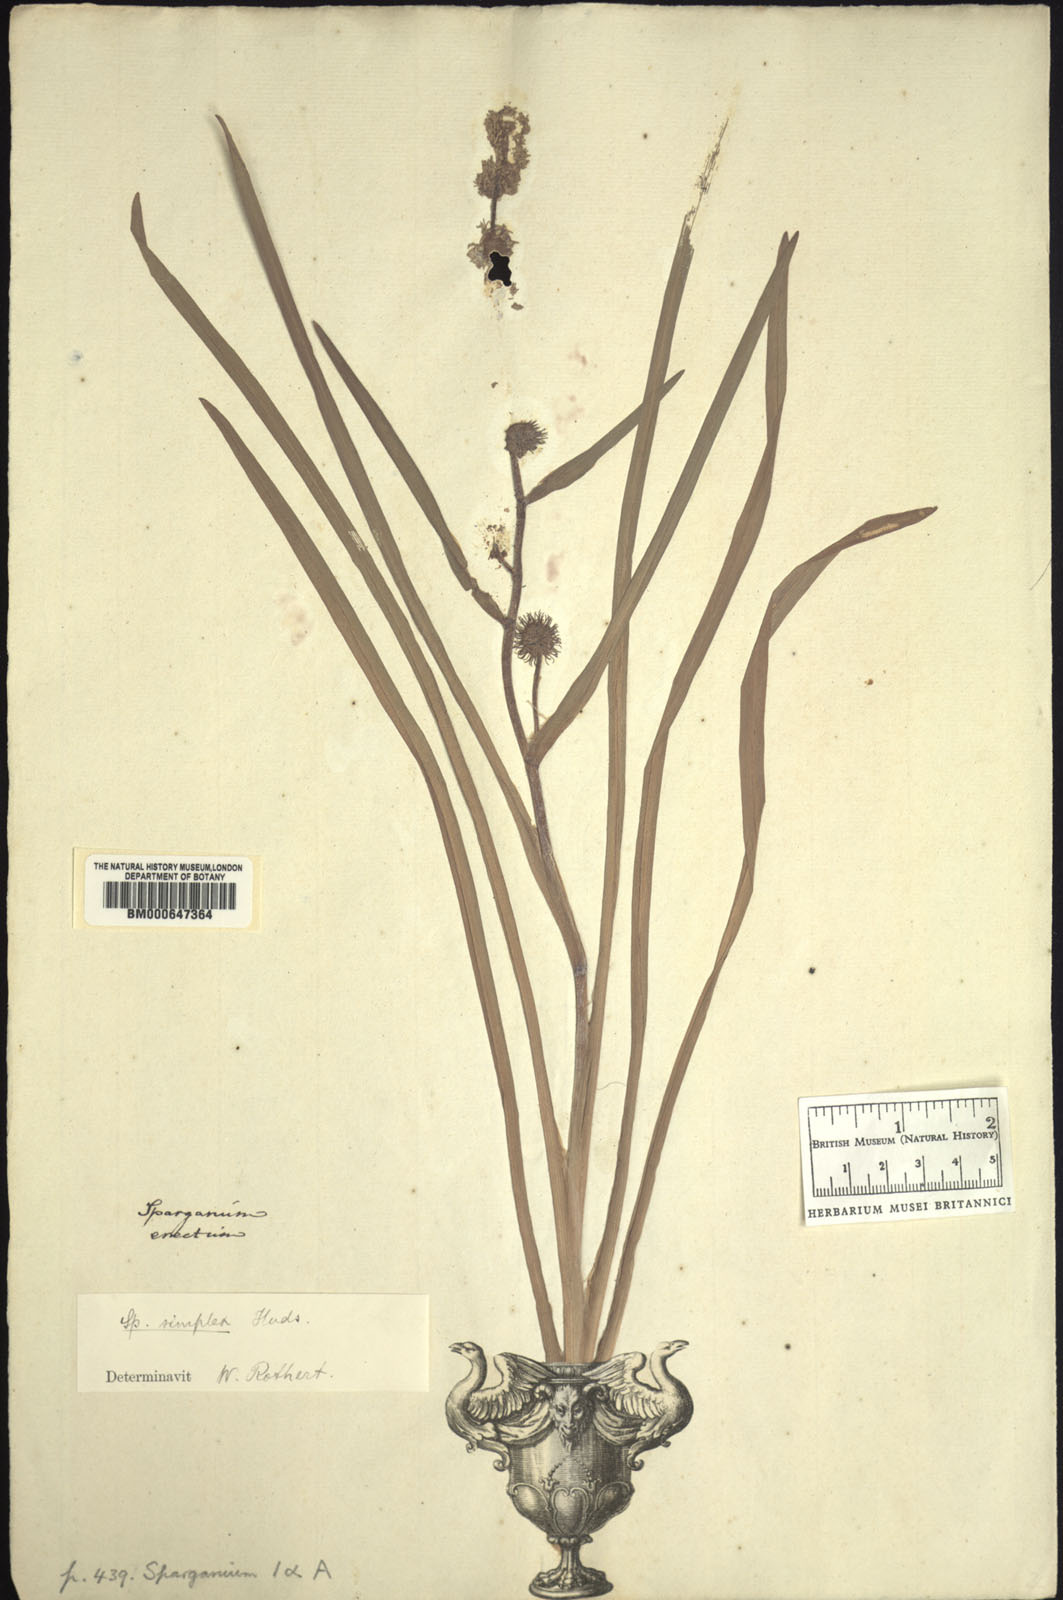 THE NATURAL HISTORY MUSEUM, LONDON
DEPARTMENT OF BOTANY
BM000647364
1 2
BRITISH MUSEUM (NATURAL HISTORY)
1 2 3 4 5
HERBARIUM MUSEI BRITANNICI
Sparganium
erectum
Sp. simplex Huds.
Determinavit W. Rothert.
p. 439. Sparganium 1 α A